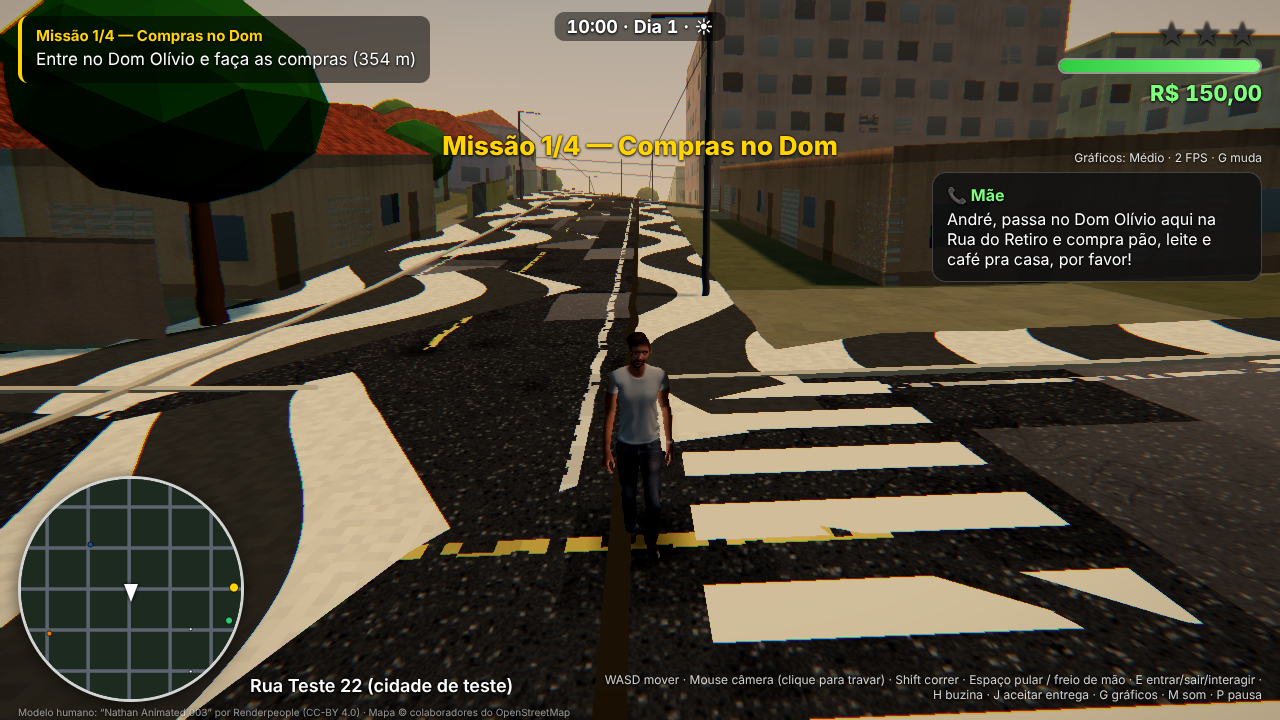 Missão 1/4 — Compras no Dom
Entre no Dom Olívio e faça as compras (354 m)
10:00 · Dia 1 · ☀
R$ 150,00
Missão 1/4 — Compras no Dom
Gráficos: Médio · 2 FPS · G muda
📞 Mãe
André, passa no Dom Olívio aqui na
Rua do Retiro e compra pão, leite e
café pra casa, por favor!
Rua Teste 22 (cidade de teste)
WASD mover · Mouse câmera (clique para travar) · Shift correr · Espaço pular / freio de mão · E entrar/sair/interagir ·
H buzina · J aceitar entrega · G gráficos · M som · P pausa
Modelo humano: “Nathan Animated 003” por Renderpeople (CC-BY 4.0) · Mapa © colaboradores do OpenStreetMap